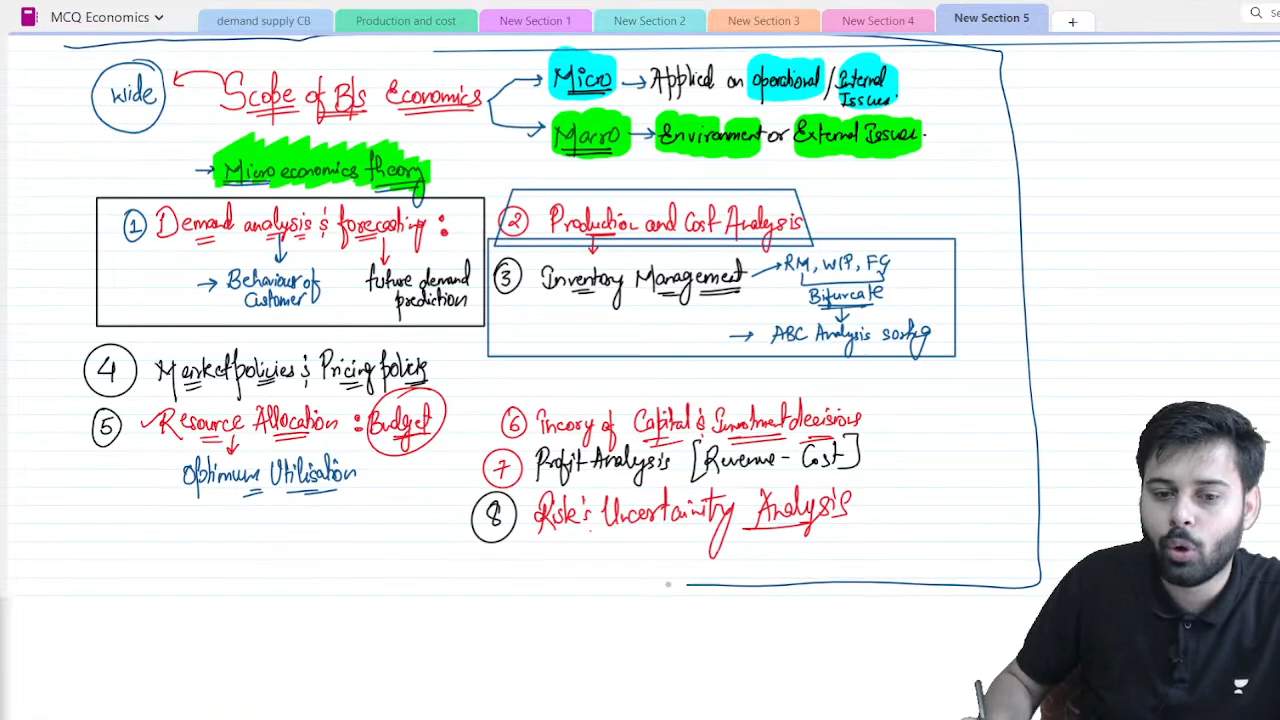 MCQ Economics
demand supply CB
Production and cost
New Section 1
New Section 2
New Section 3
New Section 4
New Section 5
+
Se
Wide
Scope of B/s Economics
Micro → Applied on operational / Internal
Issues.
Macro → Environment or External Issues.
→ Micro economics theory
1 Demand analysis & forecasting :
→ Behaviour of
Customer
future demand
prediction
2 Production and Cost Analysis
3 Inventory Management → RM, WIP, FG
Bifurcate
→ ABC Analysis sorting
4 Market policies & Pricing policies
5 Resource Allocation : Budget
Optimum Utilisation
6 Theory of Capital & Investment decisions
7 Profit Analysis [Revenue - Cost]
8 Risk & Uncertainity Analysis